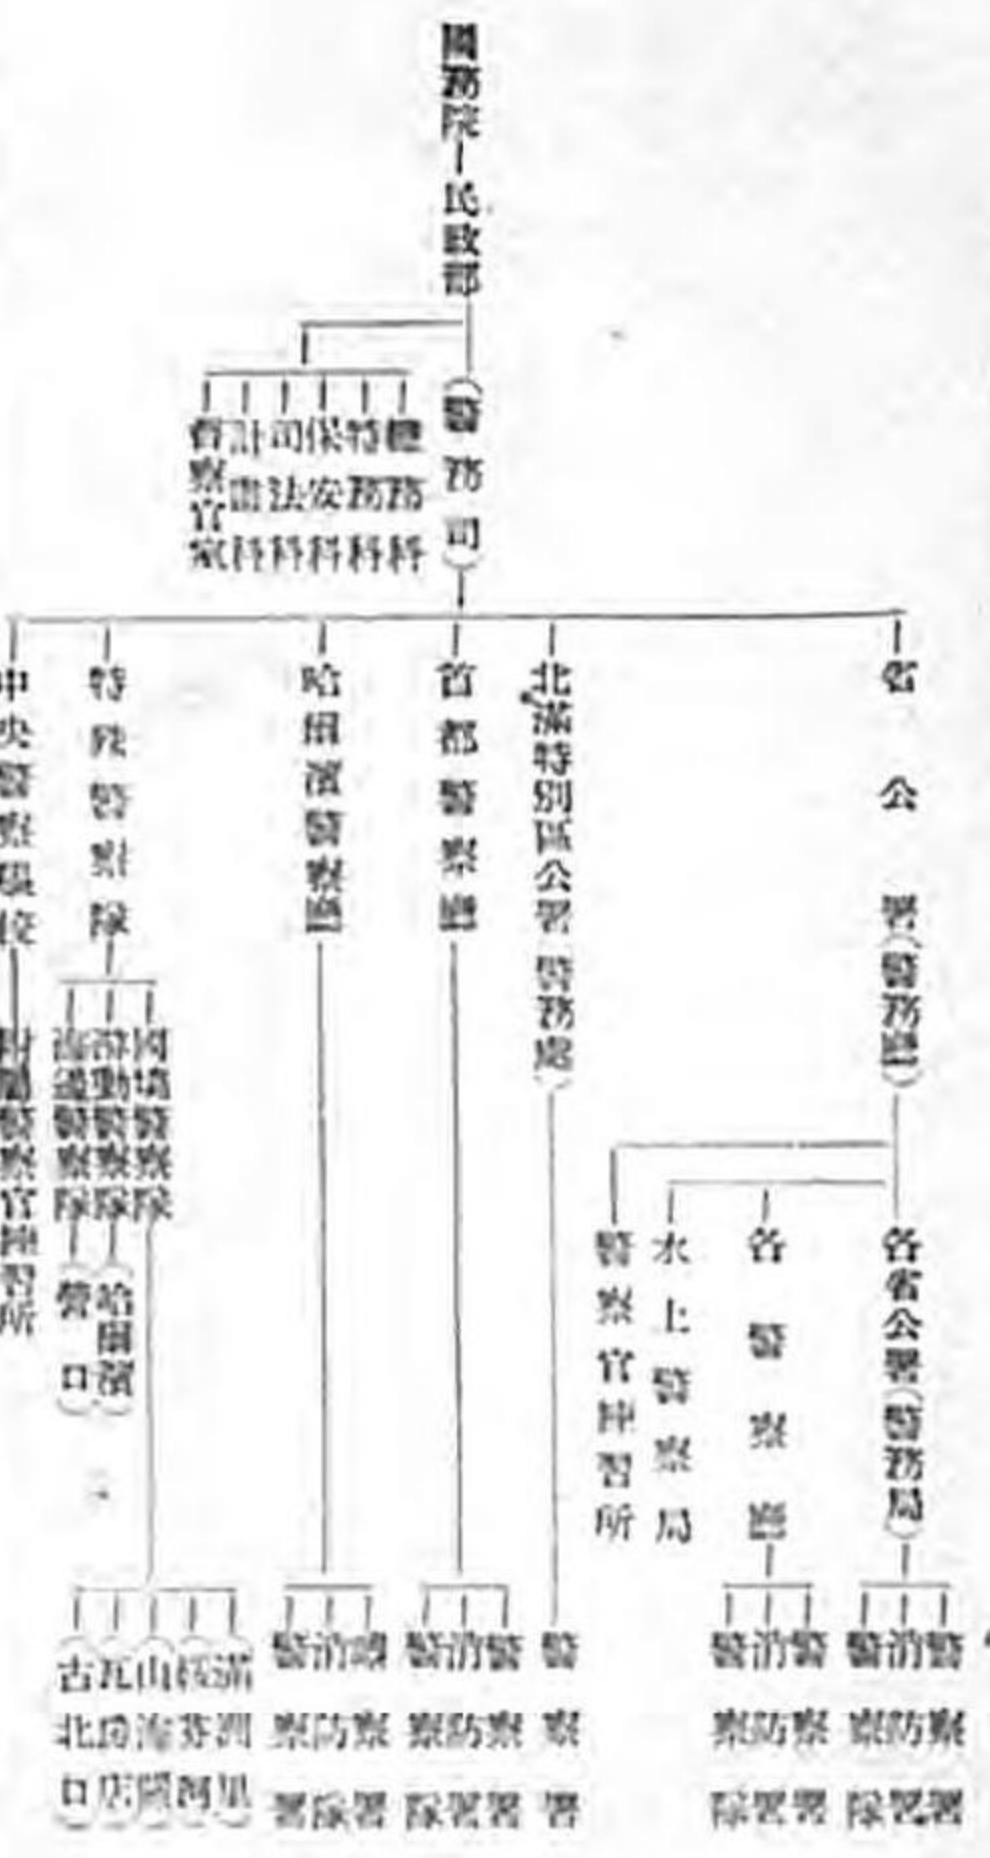 國務院
民政部
(警務司)
總務科
特務科
保安科
司法科
計畫科
督察官室
省公署(警務廳)
各省公署(警務局)
警察署
消防署
警察隊
各警察廳
警察署
消防署
警察隊
水上警察局
警察官練習所
北滿特別區公署(警務處)
警察署
首都警察廳
警察署
消防署
警察隊
哈爾濱警察廳
察署
消防隊
警察署
特殊警察隊
國境警察隊
(滿洲里)
(綏芬河)
(山海關)
(瓦房店)
(古北口)
游動警察隊
(哈爾濱)
海邊警察隊
(營口)
中央警察學校
附屬警察官練習所